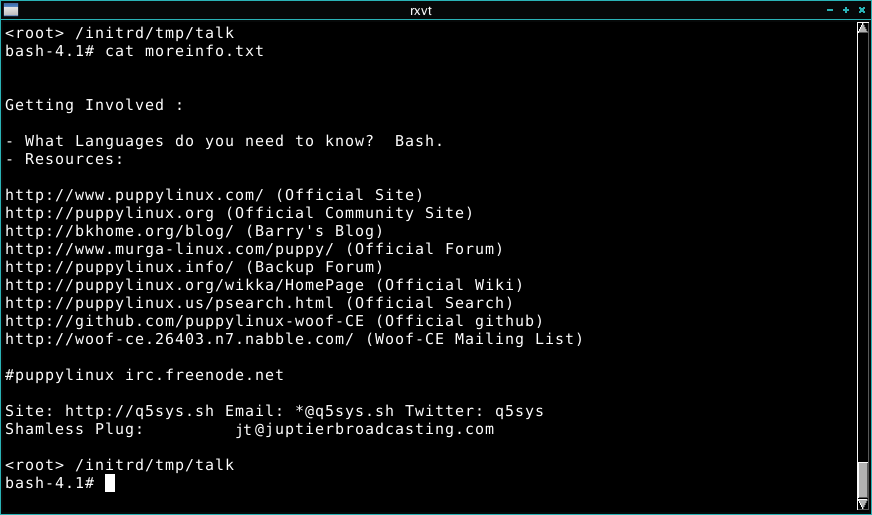 rxvt
<root> /initrd/tmp/talk
bash-4.1# cat moreinfo.txt
Getting Involved :
- What Languages do you need to know?  Bash.
- Resources:
http://www.puppylinux.com/ (Official Site)
http://puppylinux.org (Official Community Site)
http://bkhome.org/blog/ (Barry's Blog)
http://www.murga-linux.com/puppy/ (Official Forum)
http://puppylinux.info/ (Backup Forum)
http://puppylinux.org/wikka/HomePage (Official Wiki)
http://puppylinux.us/psearch.html (Official Search)
http://github.com/puppylinux-woof-CE (Official github)
http://woof-ce.26403.n7.nabble.com/ (Woof-CE Mailing List)
#puppylinux irc.freenode.net
Site: http://q5sys.sh Email: *@q5sys.sh Twitter: q5sys
Shamless Plug:         jt@juptierbroadcasting.com
<root> /initrd/tmp/talk
bash-4.1#